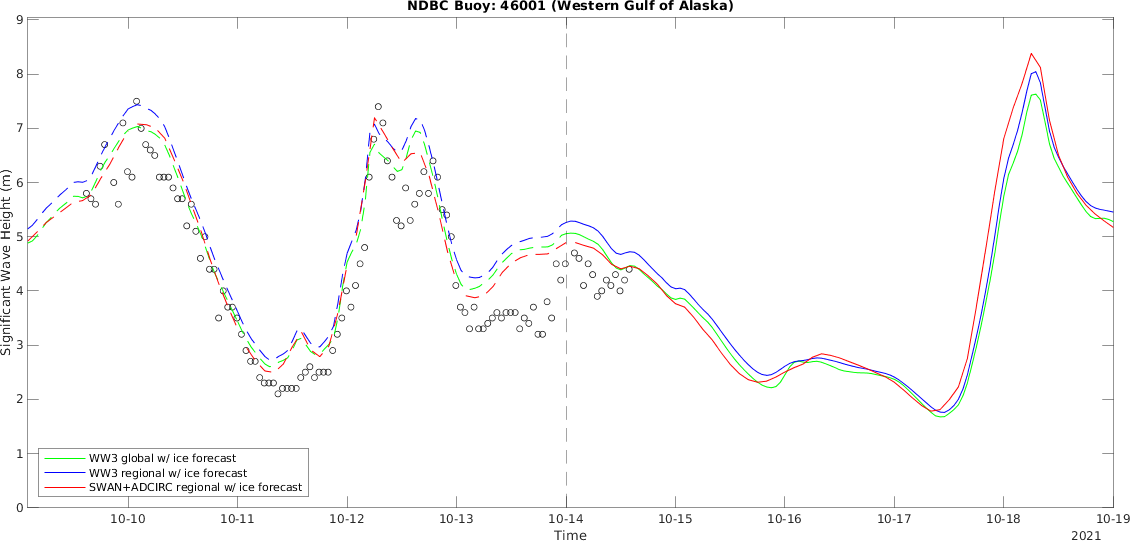 NDBC Buoy: 46001 (Western Gulf of Alaska)
Significant Wave Height (m)
9
8
7
6
5
4
3
2
1
0
WW3 global w/ ice forecast
WW3 regional w/ ice forecast
SWAN+ADCIRC regional w/ ice forecast
10-10 10-11 10-12 10-13 10-14 10-15 10-16 10-17 10-18 10-19
Time
2021